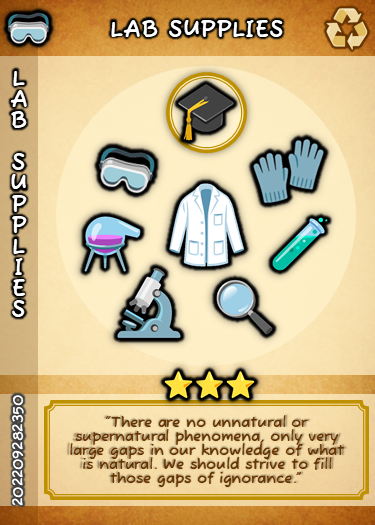 LAB SUPPLIES
LAB SUPPLIES
202209282350
"There are no unnatural or
supernatural phenomena, only very
large gaps in our knowledge of what
is natural. We should strive to fill
those gaps of ignorance."